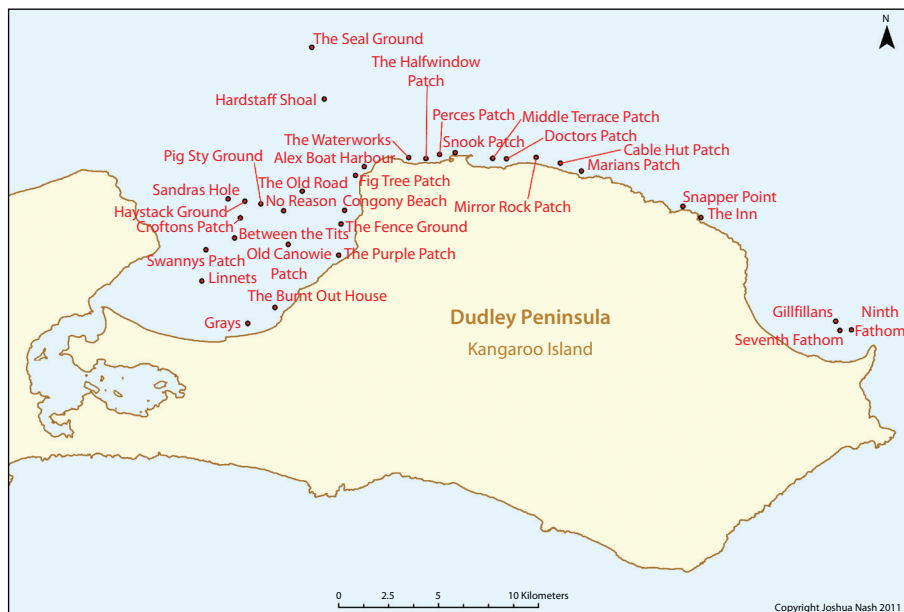 N
The Seal Ground
The Halfwindow
Patch
Hardstaff Shoal
Perces Patch
Middle Terrace Patch
The Waterworks
Snook Patch
Doctors Patch
Pig Sty Ground
Alex Boat Harbour
Cable Hut Patch
Marians Patch
Sandras Hole
The Old Road
Fig Tree Patch
No Reason
Congony Beach
Mirror Rock Patch
Snapper Point
Haystack Ground
The Inn
Croftons Patch
Between the Tits
The Fence Ground
Swannys Patch
Old Canowie
Patch
The Purple Patch
Linnets
The Burnt Out House
Grays
Dudley Peninsula
Kangaroo Island
Gillfillans
Ninth
Fathom
Seventh Fathom
0 2.5 5 10 Kilometers
Copyright Joshua Nash 2011